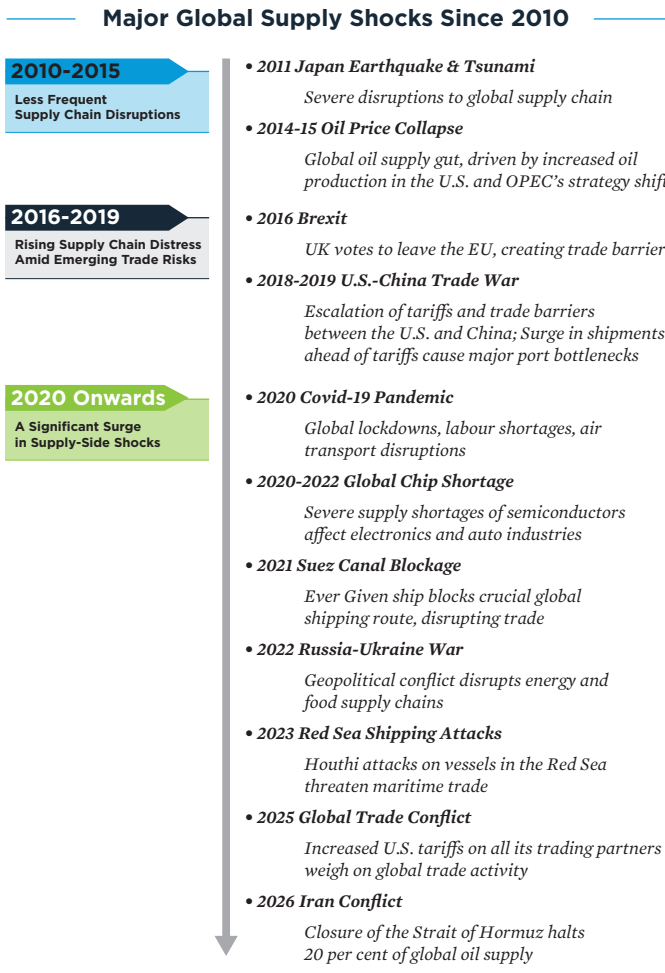 Major Global Supply Shocks Since 2010
2010-2015
Less Frequent
Supply Chain Disruptions
• 2011 Japan Earthquake & Tsunami
Severe disruptions to global supply chain
• 2014-15 Oil Price Collapse
Global oil supply gut, driven by increased oil
production in the U.S. and OPEC's strategy shift
2016-2019
Rising Supply Chain Distress
Amid Emerging Trade Risks
• 2016 Brexit
UK votes to leave the EU, creating trade barrier
• 2018-2019 U.S.-China Trade War
Escalation of tariffs and trade barriers
between the U.S. and China; Surge in shipments
ahead of tariffs cause major port bottlenecks
2020 Onwards
A Significant Surge
in Supply-Side Shocks
• 2020 Covid-19 Pandemic
Global lockdowns, labour shortages, air
transport disruptions
• 2020-2022 Global Chip Shortage
Severe supply shortages of semiconductors
affect electronics and auto industries
• 2021 Suez Canal Blockage
Ever Given ship blocks crucial global
shipping route, disrupting trade
• 2022 Russia-Ukraine War
Geopolitical conflict disrupts energy and
food supply chains
• 2023 Red Sea Shipping Attacks
Houthi attacks on vessels in the Red Sea
threaten maritime trade
• 2025 Global Trade Conflict
Increased U.S. tariffs on all its trading partners
weigh on global trade activity
• 2026 Iran Conflict
Closure of the Strait of Hormuz halts
20 per cent of global oil supply